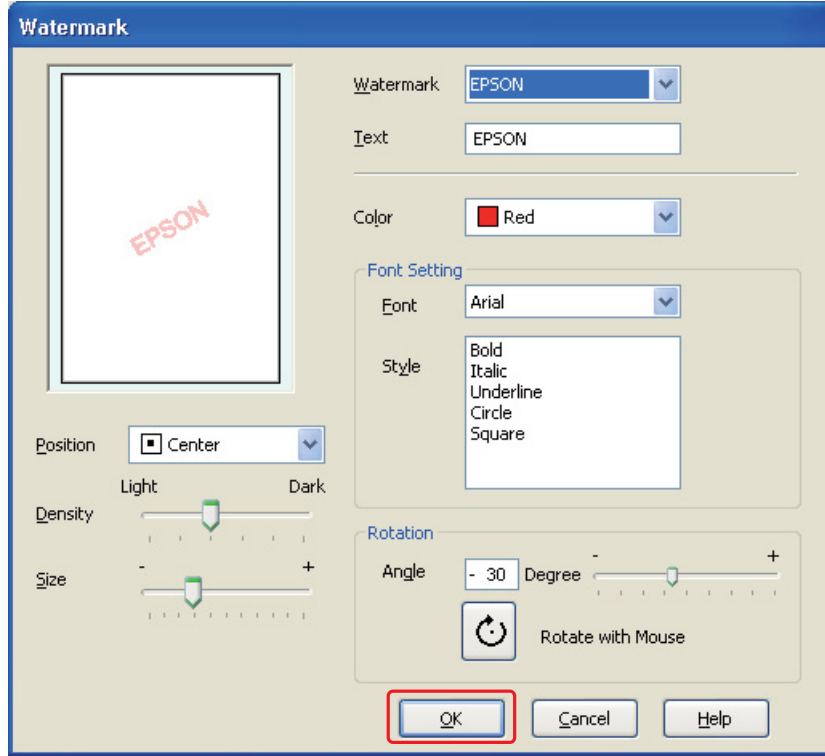 Watermark
EPSON
Watermark EPSON
Text EPSON
Color Red
Font Setting
Font Arial
Style
Bold
Italic
Underline
Circle
Square
Position Center
Light Dark
Density
Size - +
Rotation
Angle - 30 Degree - +
Rotate with Mouse
OK Cancel Help